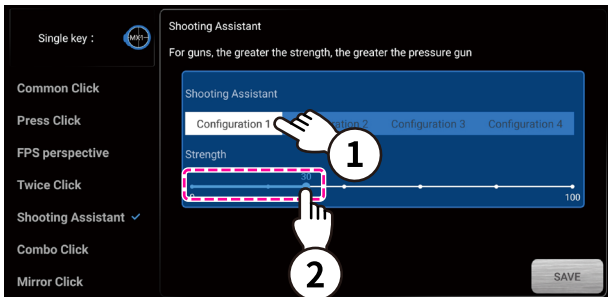 Single key :
MX1
Common Click
Press Click
FPS perspective
Twice Click
Shooting Assistant
Combo Click
Mirror Click
Shooting Assistant
For guns, the greater the strength, the greater the pressure gun
Shooting Assistant
Configuration 1
ration 2
Configuration 3
Configuration 4
1
Strength
30
0
100
2
SAVE